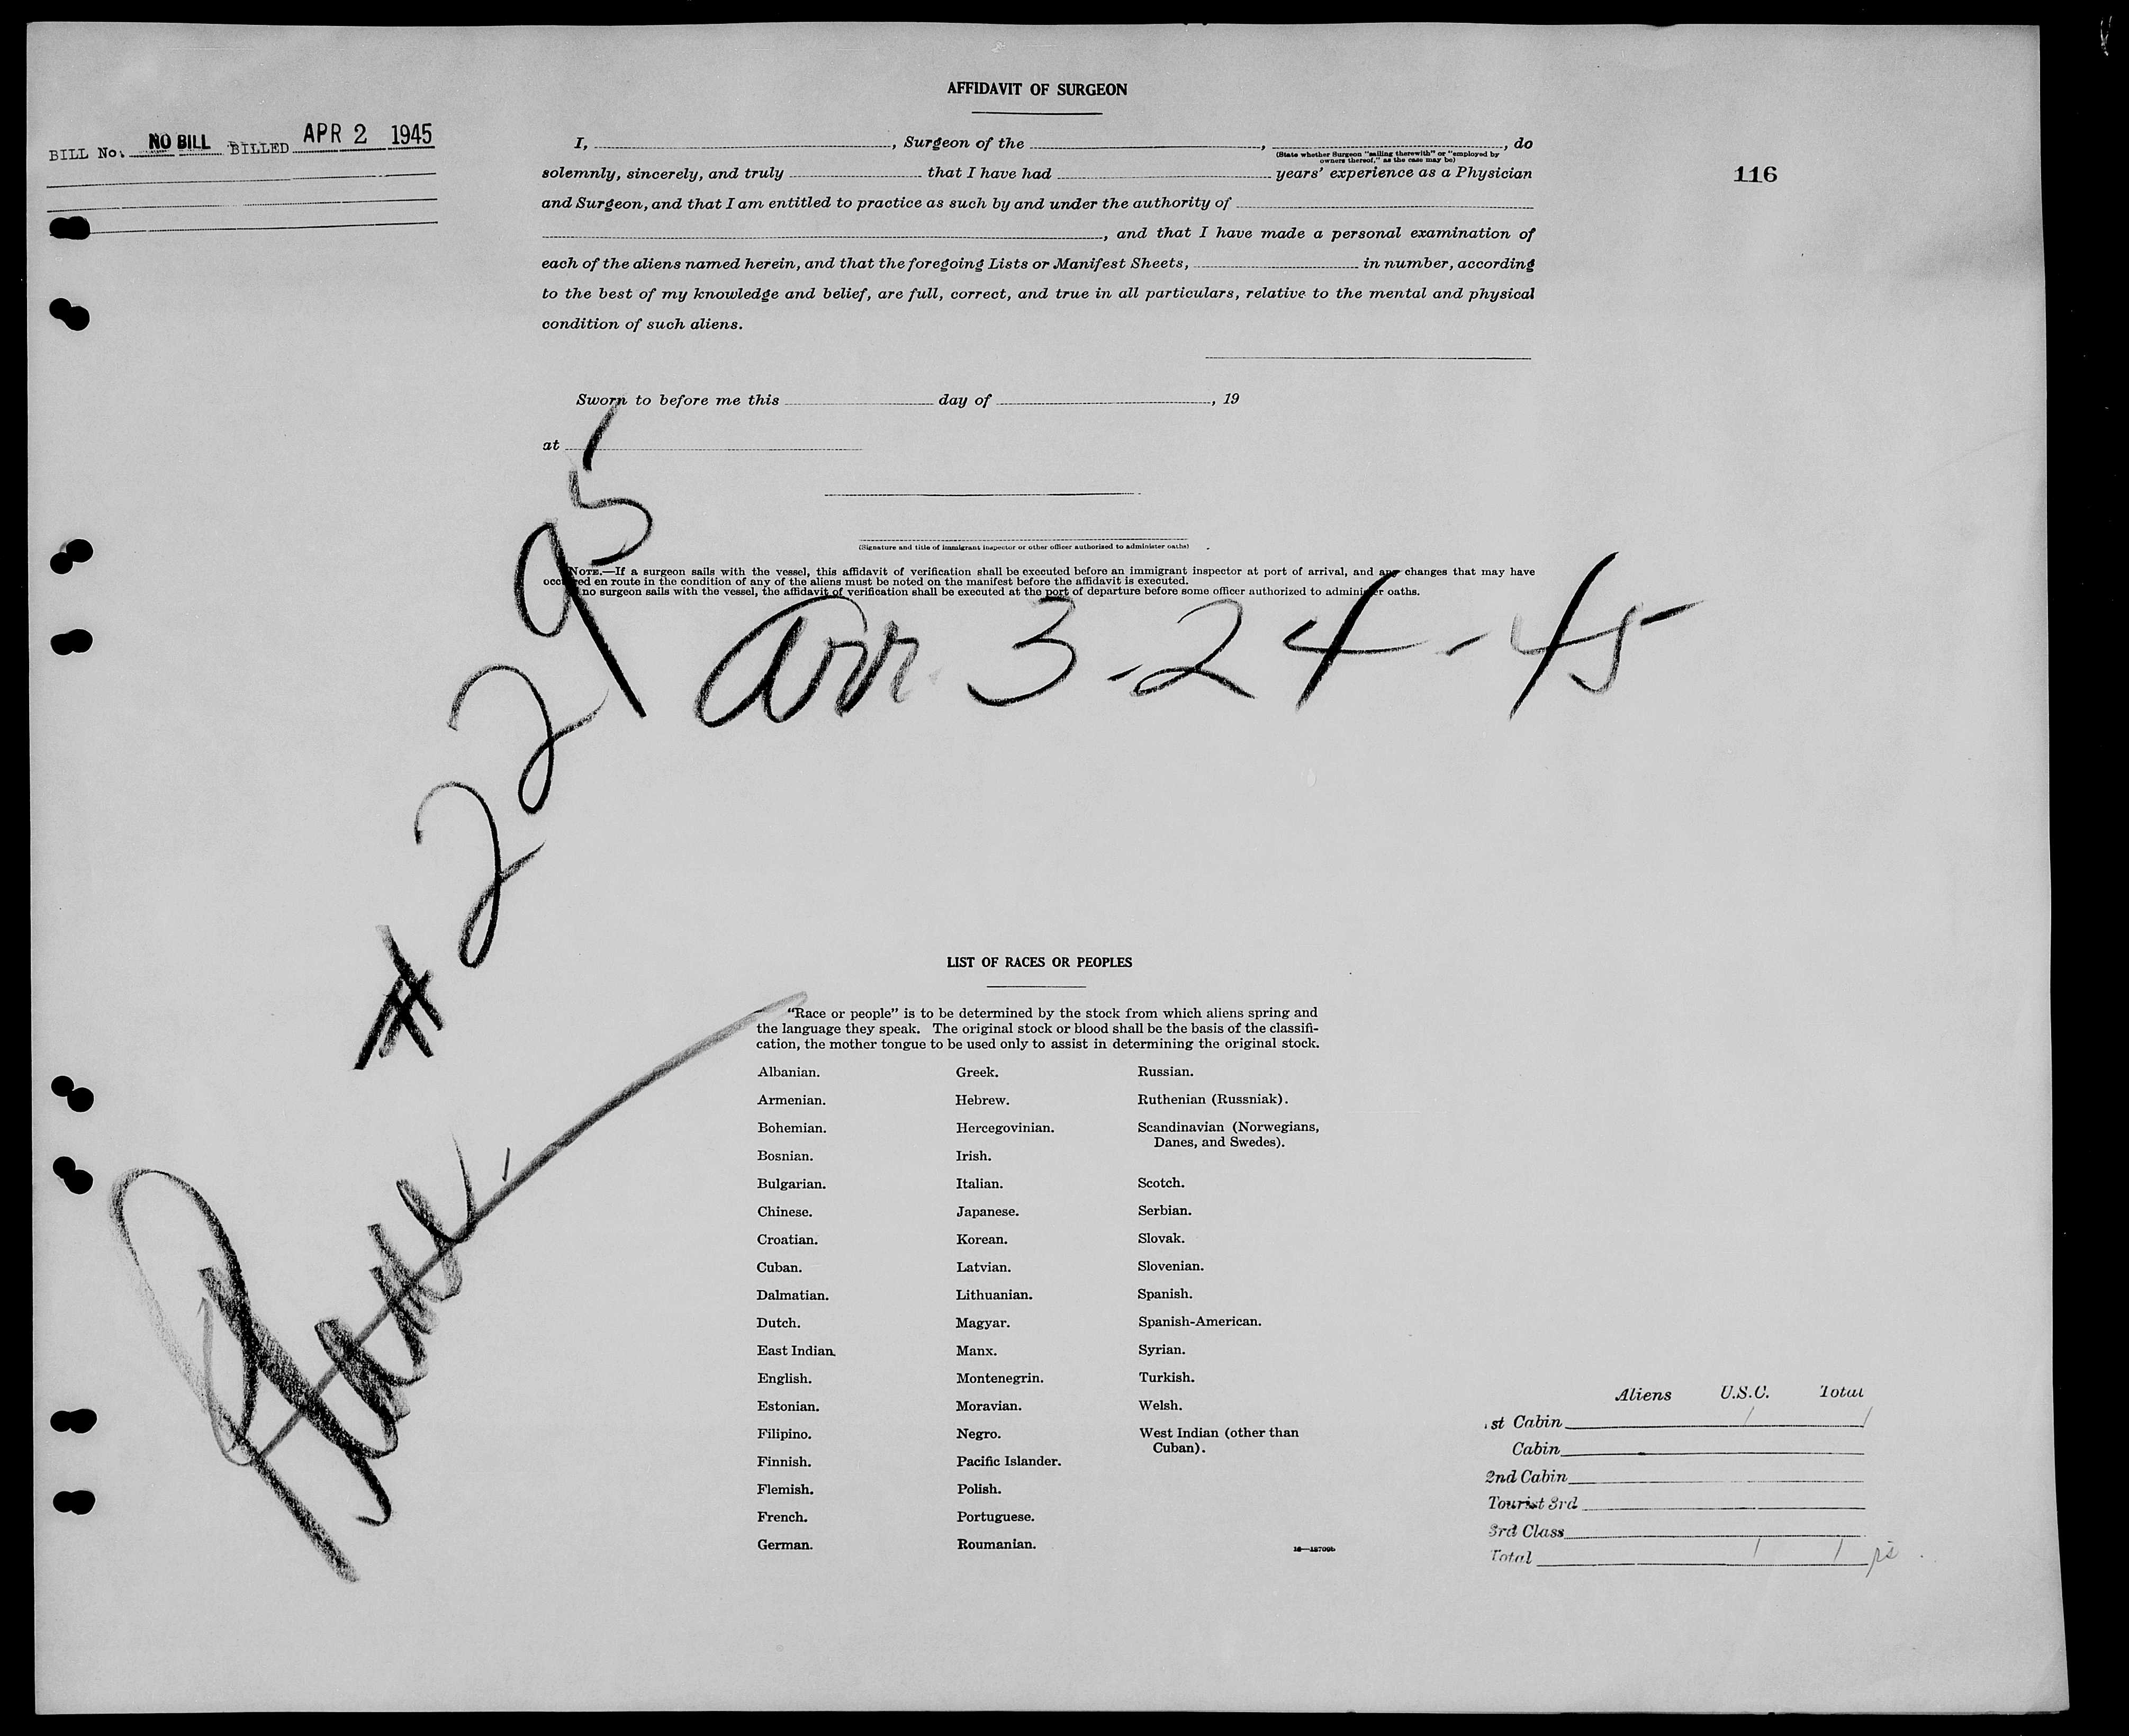 AFFIDAVIT OF SURGEON
BILL No. NO BILL BILLED APR 2 1945
I, , Surgeon of the , , do
(State whether Surgeon "sailing therewith" or "employed by
owners thereof," as the case may be)
solemnly, sincerely, and truly that I have had years' experience as a Physician
116
and Surgeon, and that I am entitled to practice as such by and under the authority of
, and that I have made a personal examination of
each of the aliens named herein, and that the foregoing Lists or Manifest Sheets, in number, according
to the best of my knowledge and belief, are full, correct, and true in all particulars, relative to the mental and physical
condition of such aliens.
Sworn to before me this day of , 19
at
(Signature and title of immigrant inspector or other officer authorized to administer oaths)
NOTE.—If a surgeon sails with the vessel, this affidavit of verification shall be executed before an immigrant inspector at port of arrival, and any changes that may have
occurred en route in the condition of any of the aliens must be noted on the manifest before the affidavit is executed.
no surgeon sails with the vessel, the affidavit of verification shall be executed at the port of departure before some officer authorized to administer oaths.
#2295
arr 3-24-45
LIST OF RACES OR PEOPLES
"Race or people" is to be determined by the stock from which aliens spring and
the language they speak. The original stock or blood shall be the basis of the classifi-
cation, the mother tongue to be used only to assist in determining the original stock.
Albanian. Greek. Russian.
Armenian. Hebrew. Ruthenian (Russniak).
Bohemian. Hercegovinian. Scandinavian (Norwegians,
Danes, and Swedes).
Bosnian. Irish.
Bulgarian. Italian. Scotch.
Chinese. Japanese. Serbian.
Croatian. Korean. Slovak.
Cuban. Latvian. Slovenian.
Dalmatian. Lithuanian. Spanish.
Dutch. Magyar. Spanish-American.
East Indian. Manx. Syrian.
English. Montenegrin. Turkish.
Estonian. Moravian. Welsh.
Filipino. Negro. West Indian (other than
Cuban).
Finnish. Pacific Islander.
Flemish. Polish.
French. Portuguese.
German. Roumanian.
16—18709b
Aliens U.S.C. Total
1st Cabin 1 1
Cabin
2nd Cabin
Tourist 3rd
3rd Class
Total 1 1